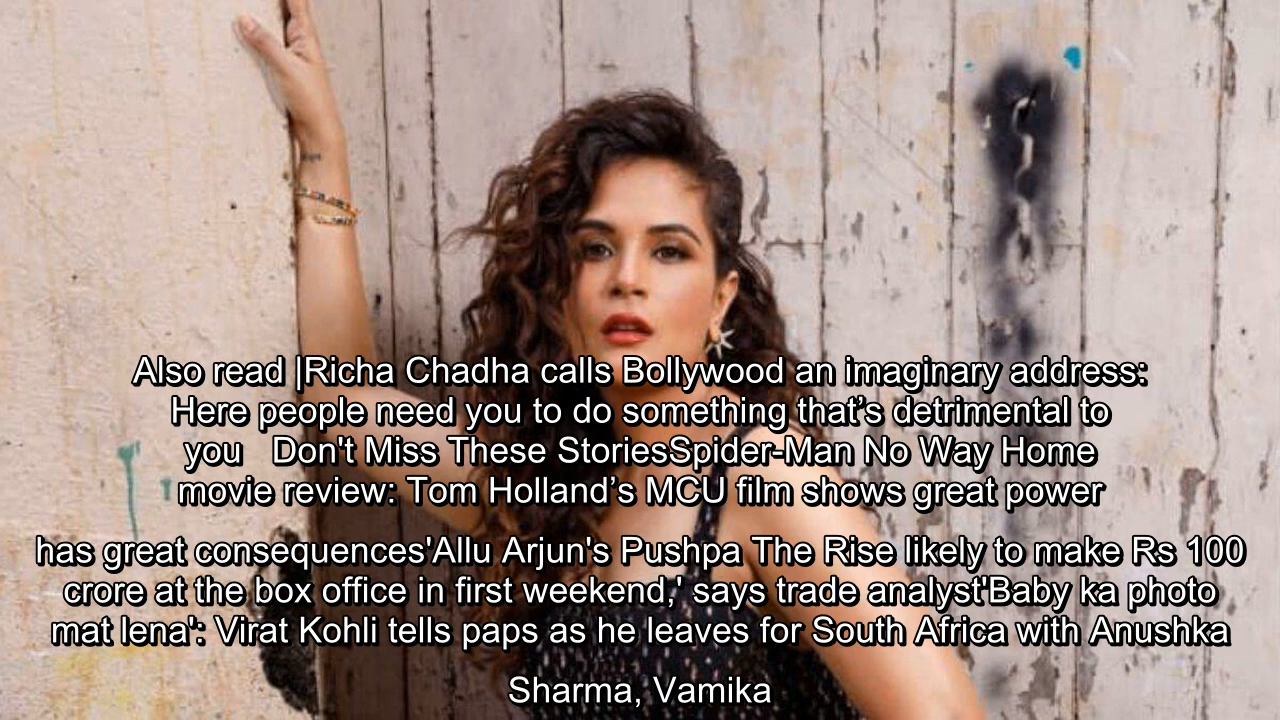 Also read |Richa Chadha calls Bollywood an imaginary address:
Here people need you to do something that’s detrimental to
you   Don't Miss These StoriesSpider-Man No Way Home
movie review: Tom Holland’s MCU film shows great power
has great consequences'Allu Arjun's Pushpa The Rise likely to make Rs 100
crore at the box office in first weekend,' says trade analyst'Baby ka photo
mat lena': Virat Kohli tells paps as he leaves for South Africa with Anushka
Sharma, Vamika